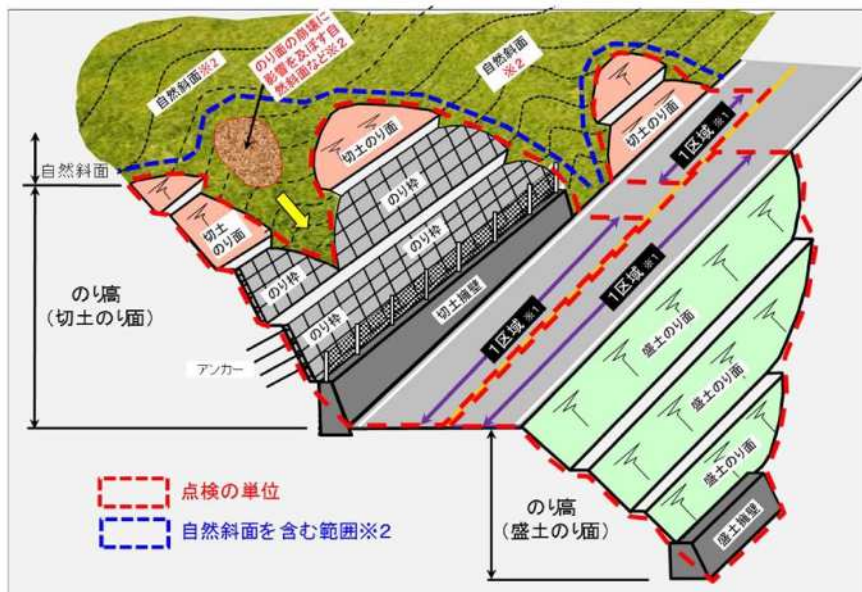 自然斜面※2
のり面の崩壊に
影響を及ぼす自
然斜面など※2
自然斜面
※2
切土のり面
切土のり面
1区域 ※1
自然斜面
切土
のり面
のり枠
のり枠
のり枠
のり枠
切土擁壁
のり高
(切土のり面)
アンカー
1区域 ※1
1区域 ※1
盛土のり面
盛土のり面
盛土のり面
盛土擁壁
のり高
(盛土のり面)
点検の単位
自然斜面を含む範囲※2